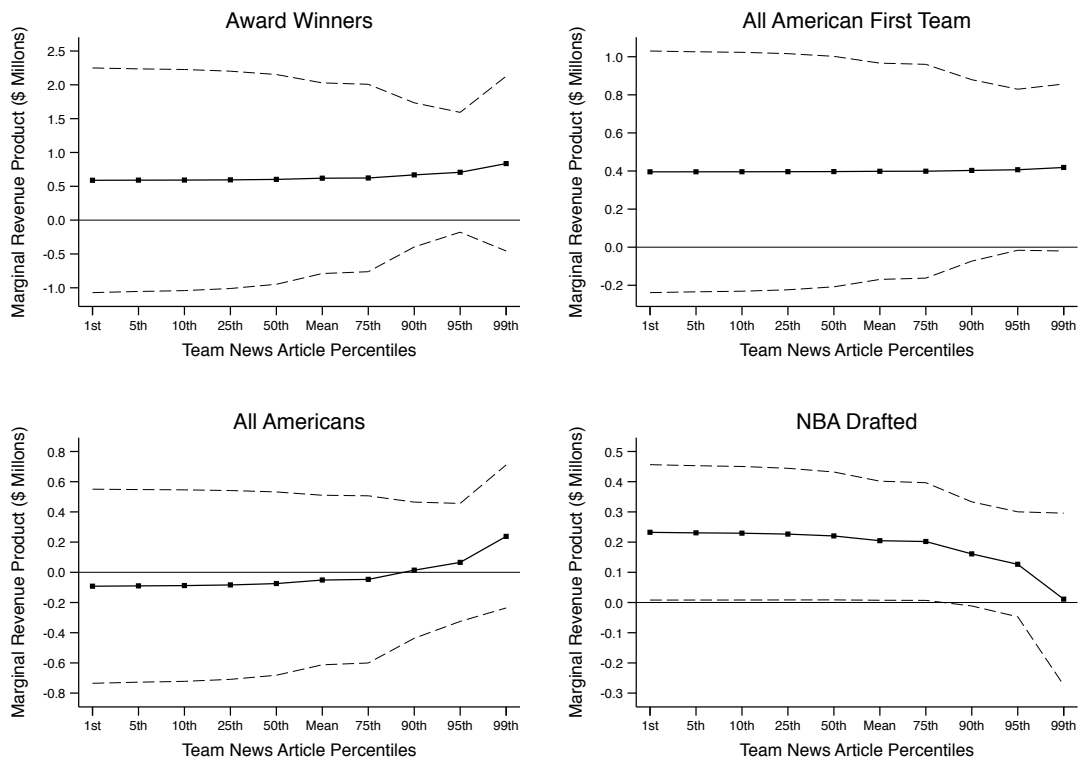 Award Winners
Marginal Revenue Product ($ Millons)
2.5
2.0
1.5
1.0
0.5
0.0
-0.5
-1.0
1st 5th 10th 25th 50th Mean 75th 90th 95th 99th
Team News Article Percentiles
All American First Team
Marginal Revenue Product ($ Millons)
1.0
0.8
0.6
0.4
0.2
0.0
-0.2
1st 5th 10th 25th 50th Mean 75th 90th 95th 99th
Team News Article Percentiles
All Americans
Marginal Revenue Product ($ Millons)
0.8
0.6
0.4
0.2
0.0
-0.2
-0.4
-0.6
-0.8
1st 5th 10th 25th 50th Mean 75th 90th 95th 99th
Team News Article Percentiles
NBA Drafted
Marginal Revenue Product ($ Millons)
0.5
0.4
0.3
0.2
0.1
0.0
-0.1
-0.2
-0.3
1st 5th 10th 25th 50th Mean 75th 90th 95th 99th
Team News Article Percentiles